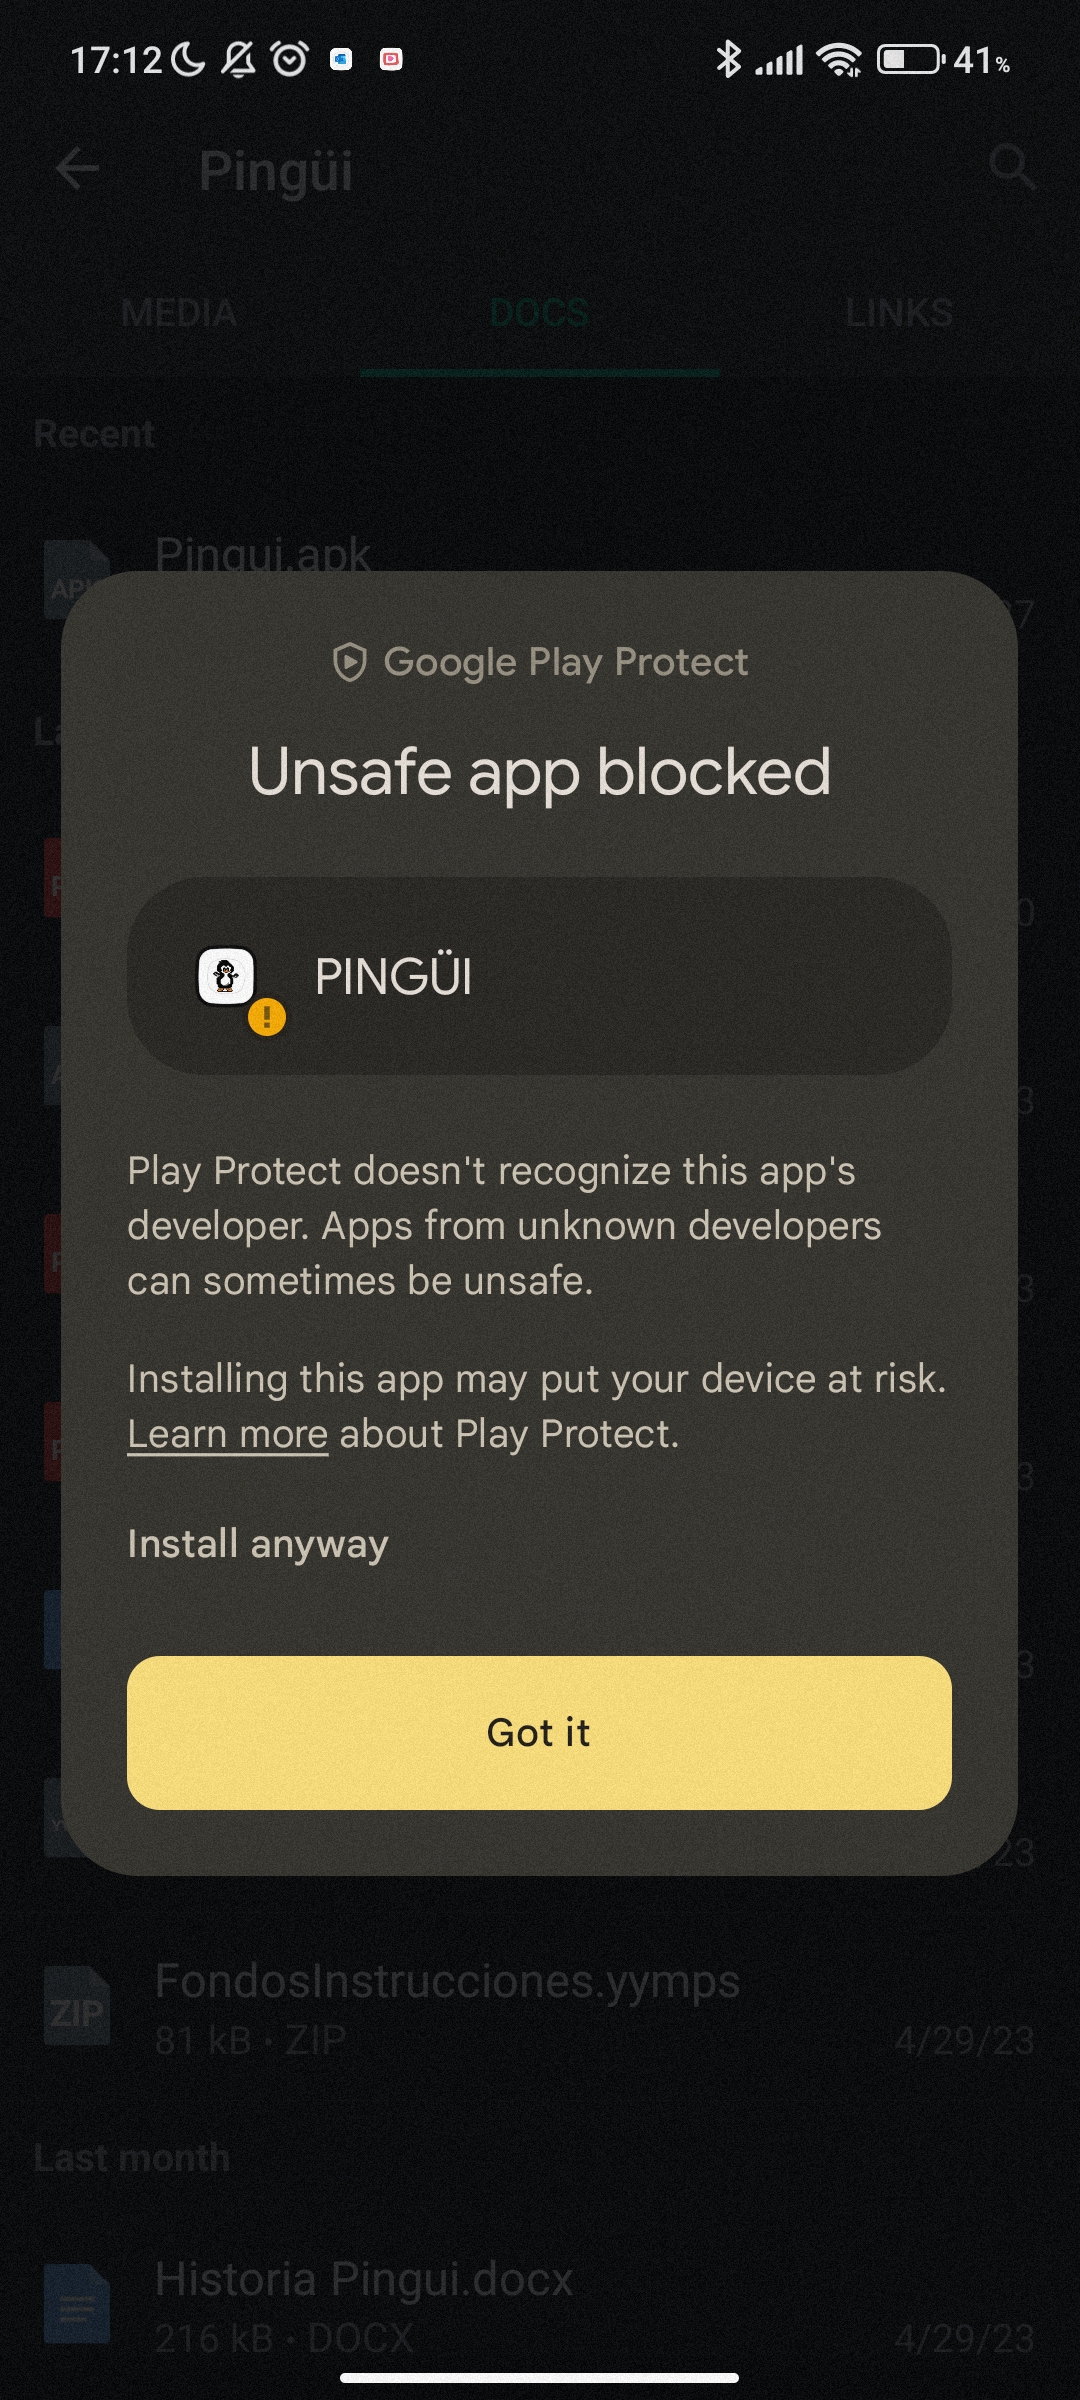 17:12 41%
Pingüi
MEDIA DOCS LINKS
Recent
Pingui.apk
Google Play Protect
Unsafe app blocked
PINGÜI
Play Protect doesn't recognize this app's
developer. Apps from unknown developers
can sometimes be unsafe.
Installing this app may put your device at risk.
Learn more about Play Protect.
Install anyway
Got it
FondosInstrucciones.yymps
ZIP
81 kB • ZIP 4/29/23
Last month
Historia Pingui.docx
216 kB • DOCX 4/29/23